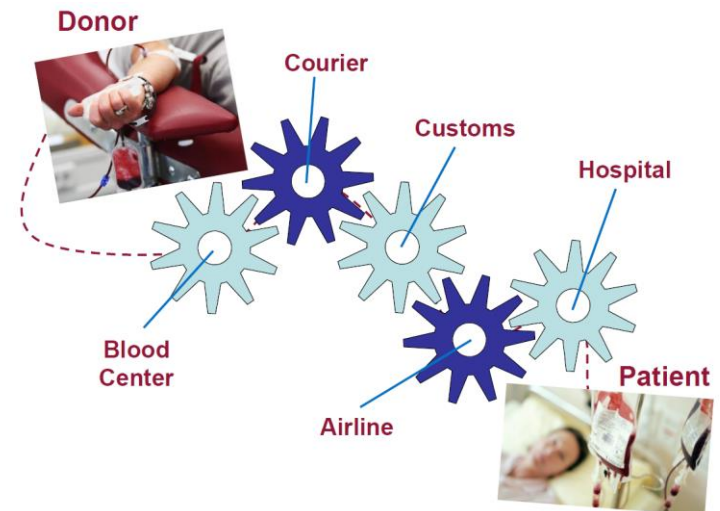 Donor
Courier
Customs
Hospital
Blood
Center
Airline
Patient